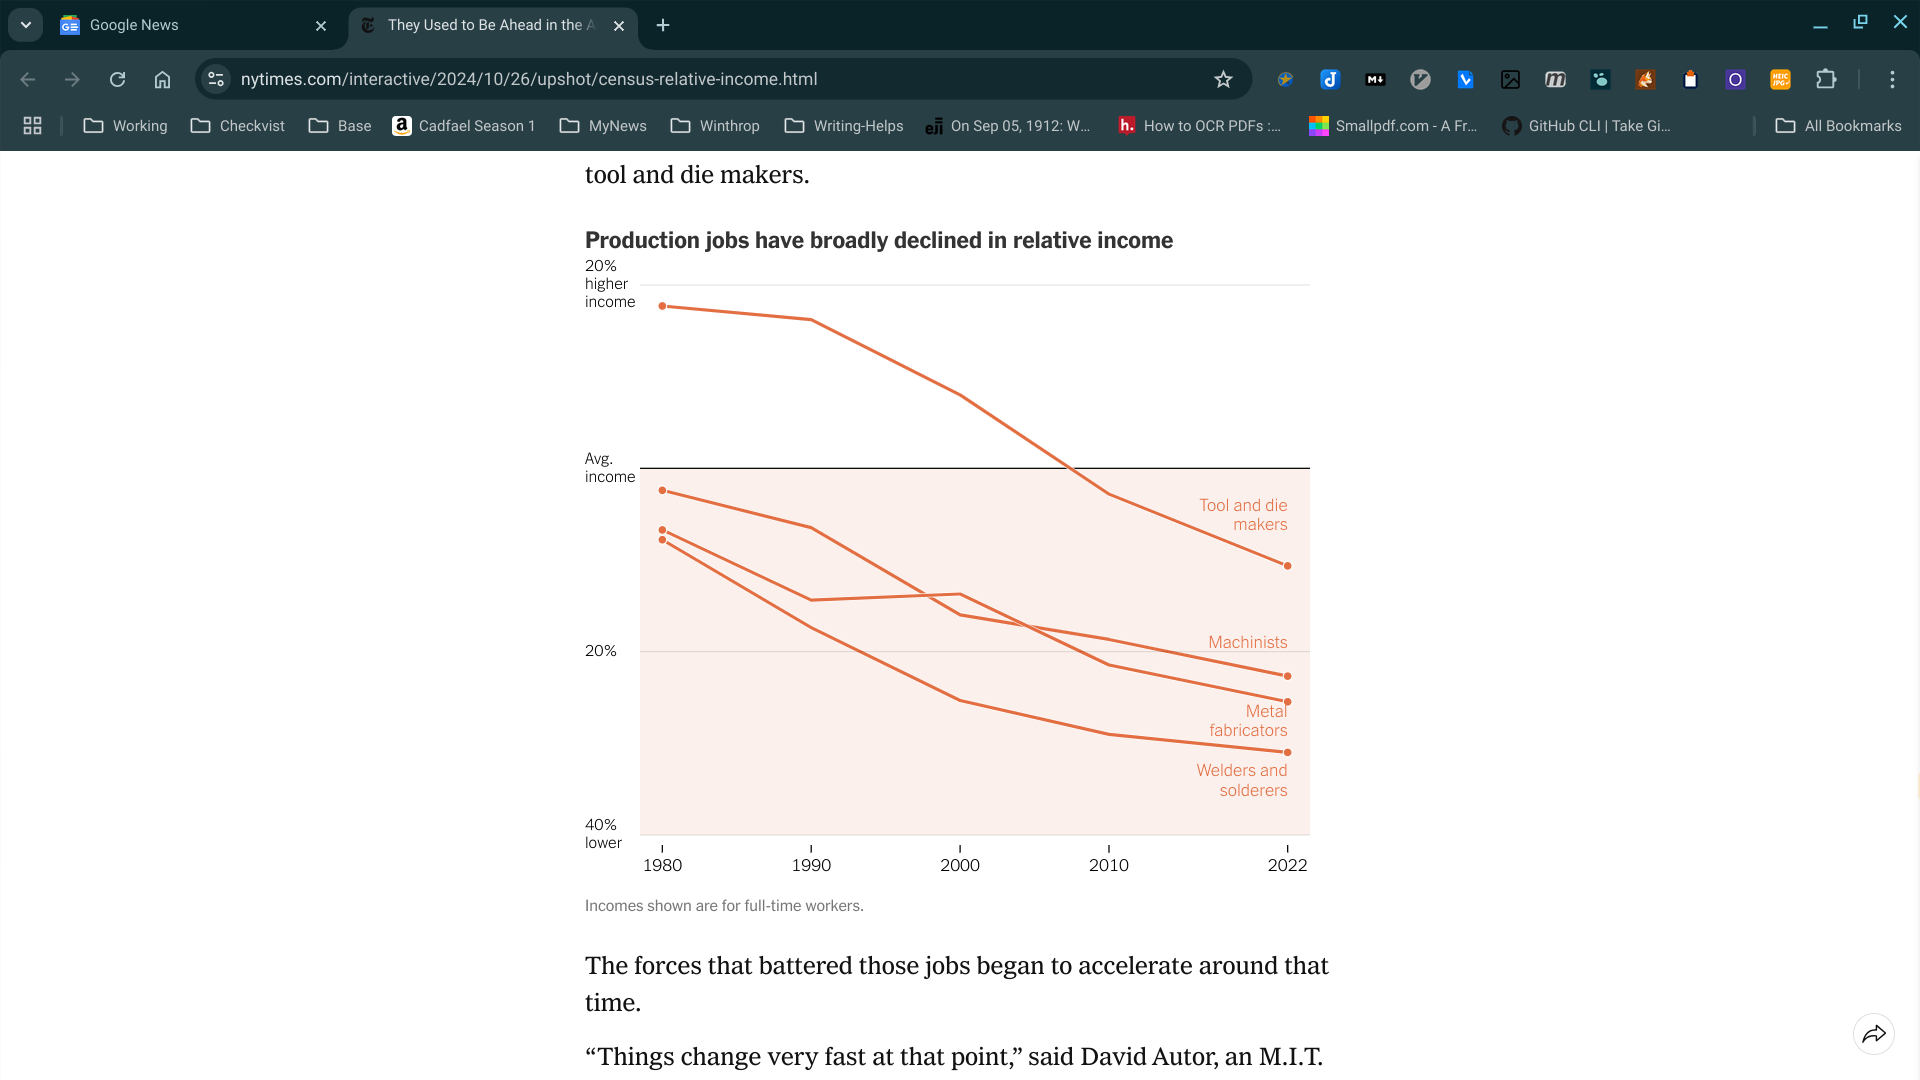 Google News
They Used to Be Ahead in the A
nytimes.com/interactive/2024/10/26/upshot/census-relative-income.html
Working
Checkvist
Base
Cadfael Season 1
MyNews
Winthrop
Writing-Helps
On Sep 05, 1912: W...
How to OCR PDFs :...
Smallpdf.com - A Fr...
GitHub CLI | Take Gi...
All Bookmarks
tool and die makers.
Production jobs have broadly declined in relative income
20%
higher
income
Avg.
income
Tool and die
makers
Machinists
20%
Metal
fabricators
Welders and
solderers
40%
lower
1980
1990
2000
2010
2022
Incomes shown are for full-time workers.
The forces that battered those jobs began to accelerate around that
time.
“Things change very fast at that point,” said David Autor, an M.I.T.